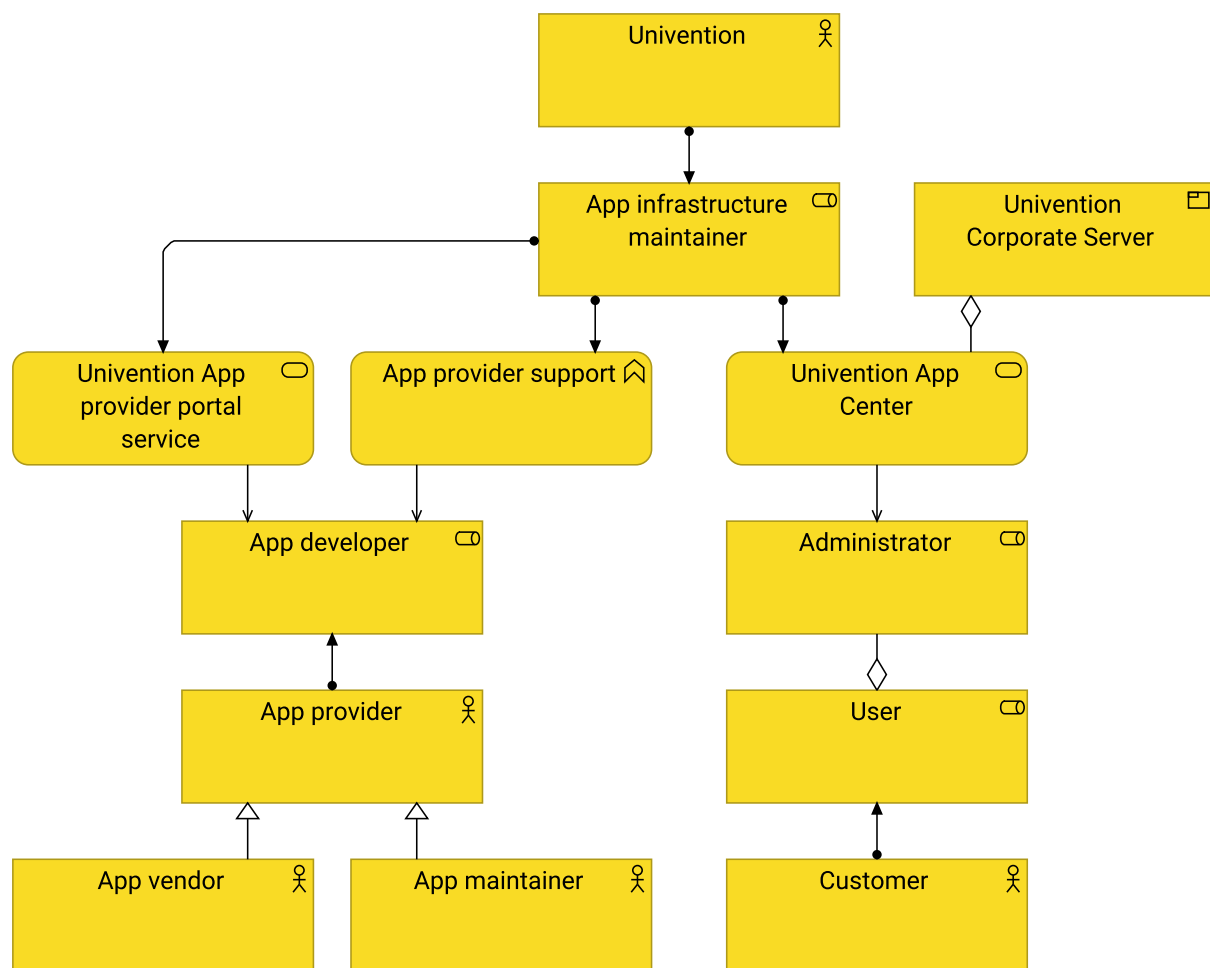 Univention
App infrastructure
maintainer
Univention
Corporate Server
Univention App
provider portal
service
App provider support
Univention App
Center
App developer
Administrator
App provider
User
App vendor
App maintainer
Customer